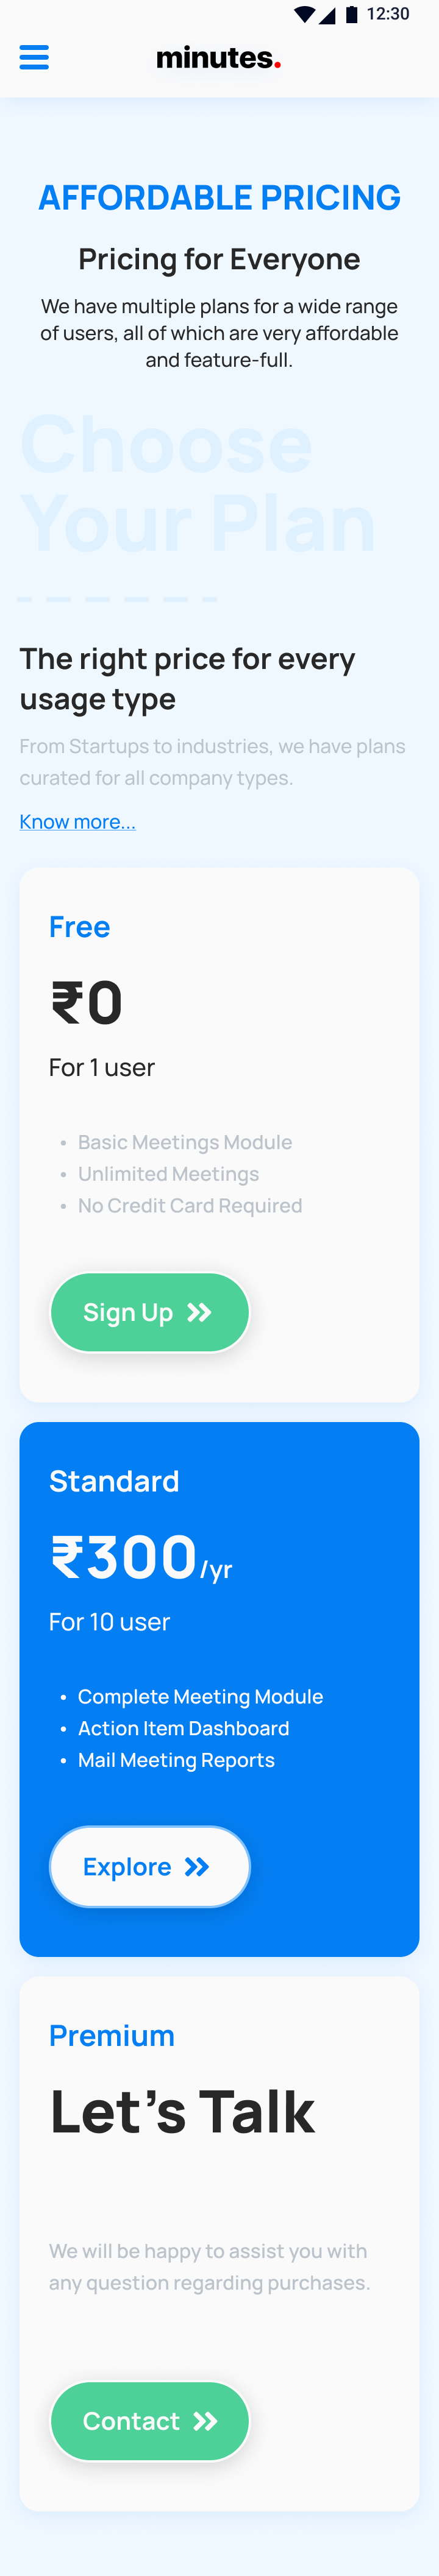 12:30
minutes.
AFFORDABLE PRICING
Pricing for Everyone
We have multiple plans for a wide range
of users, all of which are very affordable
and feature-full.
Choose
Your Plan
The right price for every
usage type
From Startups to industries, we have plans
curated for all company types.
Know more...
Free
₹0
For 1 user
• Basic Meetings Module
• Unlimited Meetings
• No Credit Card Required
Sign Up
Standard
₹300/yr
For 10 user
• Complete Meeting Module
• Action Item Dashboard
• Mail Meeting Reports
Explore
Premium
Let's Talk
We will be happy to assist you with
any question regarding purchases.
Contact